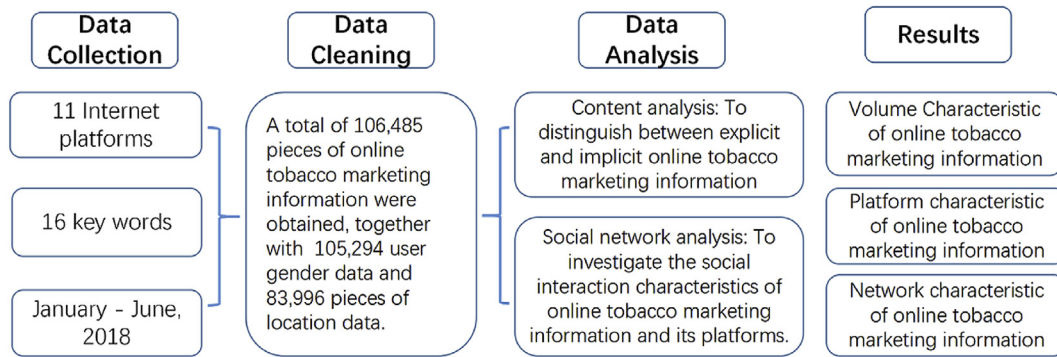 Data
Collection
11 Internet
platforms
16 key words
January - June,
2018
Data
Cleaning
A total of 106,485
pieces of online
tobacco marketing
information were
obtained, together
with 105,294 user
gender data and
83,996 pieces of
location data.
Data
Analysis
Content analysis: To
distinguish between explicit
and implicit online tobacco
marketing information
Social network analysis: To
investigate the social
interaction characteristics of
online tobacco marketing
information and its platforms.
Results
Volume Characteristic
of online tobacco
marketing information
Platform characteristic
of online tobacco
marketing information
Network characteristic
of online tobacco
marketing information